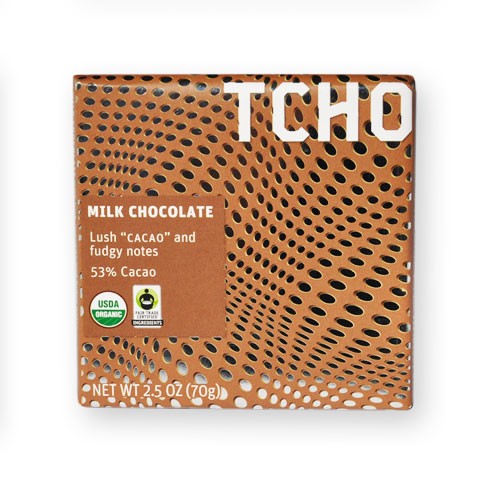 TCHO
MILK CHOCOLATE
Lush “CACAO” and
fudgy notes
53% Cacao
USDA
ORGANIC
FAIR TRADE
CERTIFIED
INGREDIENTS
NET WT 2.5 OZ (70g)